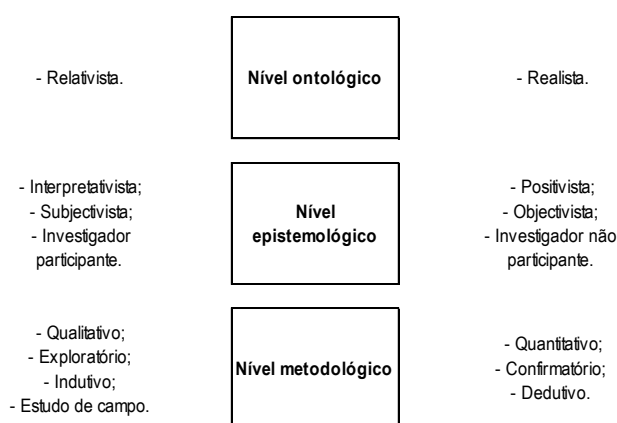 - Relativista.
Nível ontológico
- Realista.
- Interpretativista;
- Subjectivista;
- Investigador
participante.
Nível
epistemológico
- Positivista;
- Objectivista;
- Investigador não
participante.
- Qualitativo;
- Exploratório;
- Indutivo;
- Estudo de campo.
Nível metodológico
- Quantitativo;
- Confirmatório;
- Dedutivo.